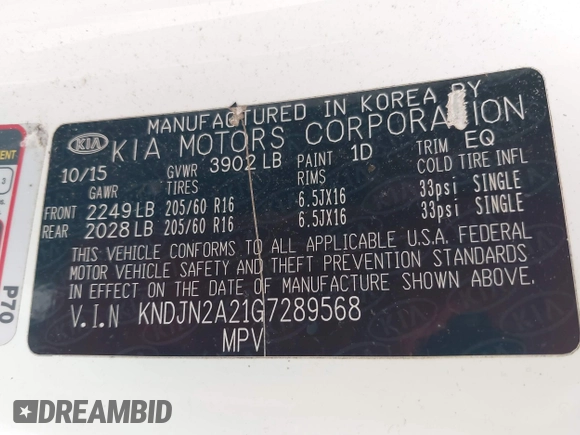 MANUFACTURED IN KOREA BY
KIA KIA MOTORS CORPORATION
10/15 GVWR 3902 LB PAINT 1D TRIM EQ
GAWR TIRES RIMS COLD TIRE INFL
FRONT 2249 LB 205/60 R16 6.5JX16 33psi SINGLE
REAR 2028 LB 205/60 R16 6.5JX16 33psi SINGLE
THIS VEHICLE CONFORMS TO ALL APPLICABLE U.S.A. FEDERAL
MOTOR VEHICLE SAFETY AND THEFT PREVENTION STANDARDS
IN EFFECT ON THE DATE OF MANUFACTURE SHOWN ABOVE.
V.I.N KNDJN2A21G7289568
MPV
P70
DREAMBID